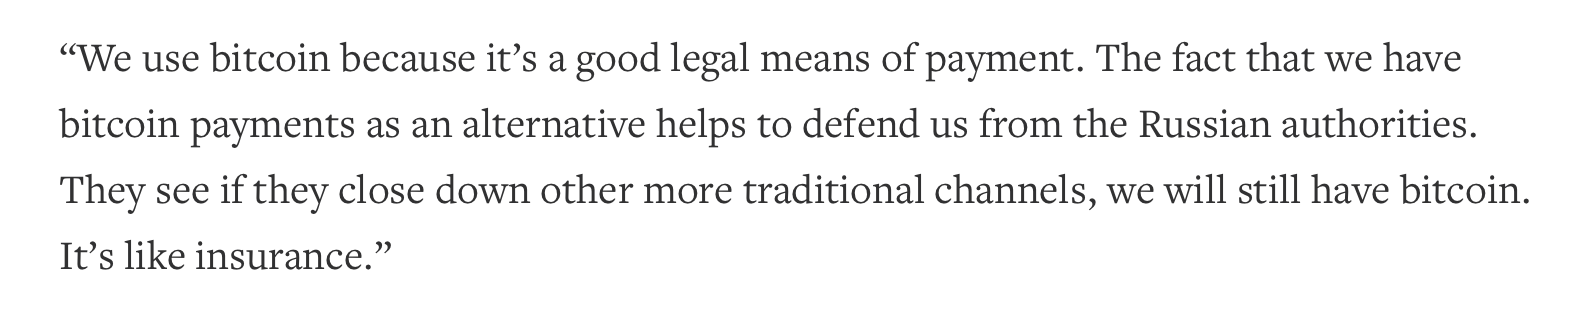 “We use bitcoin because it’s a good legal means of payment. The fact that we have
bitcoin payments as an alternative helps to defend us from the Russian authorities.
They see if they close down other more traditional channels, we will still have bitcoin.
It’s like insurance.”